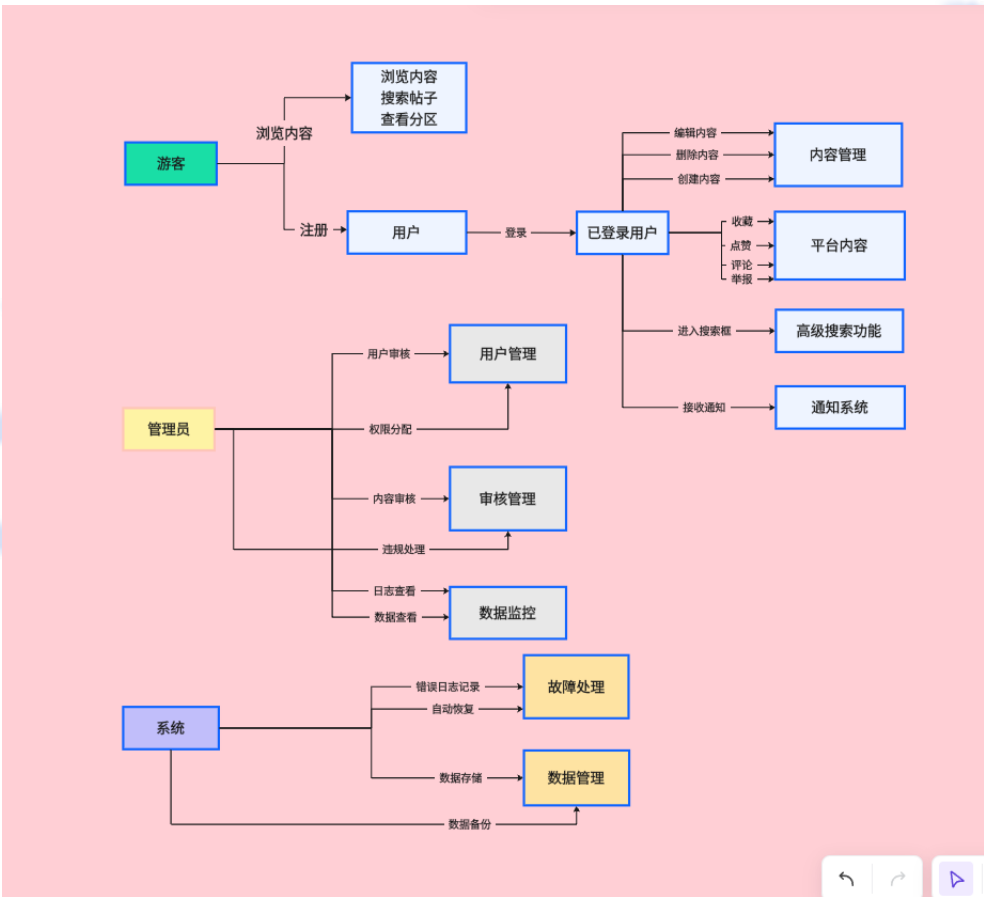 浏览内容
搜索帖子
查看分区
浏览内容
游客
注册
用户
登录
已登录用户
编辑内容
删除内容
创建内容
内容管理
收藏
点赞
评论
举报
平台内容
进入搜索框
高级搜索功能
接收通知
通知系统
管理员
用户审核
用户管理
权限分配
内容审核
审核管理
违规处理
日志查看
数据查看
数据监控
系统
错误日志记录
自动恢复
故障处理
数据存储
数据管理
数据备份